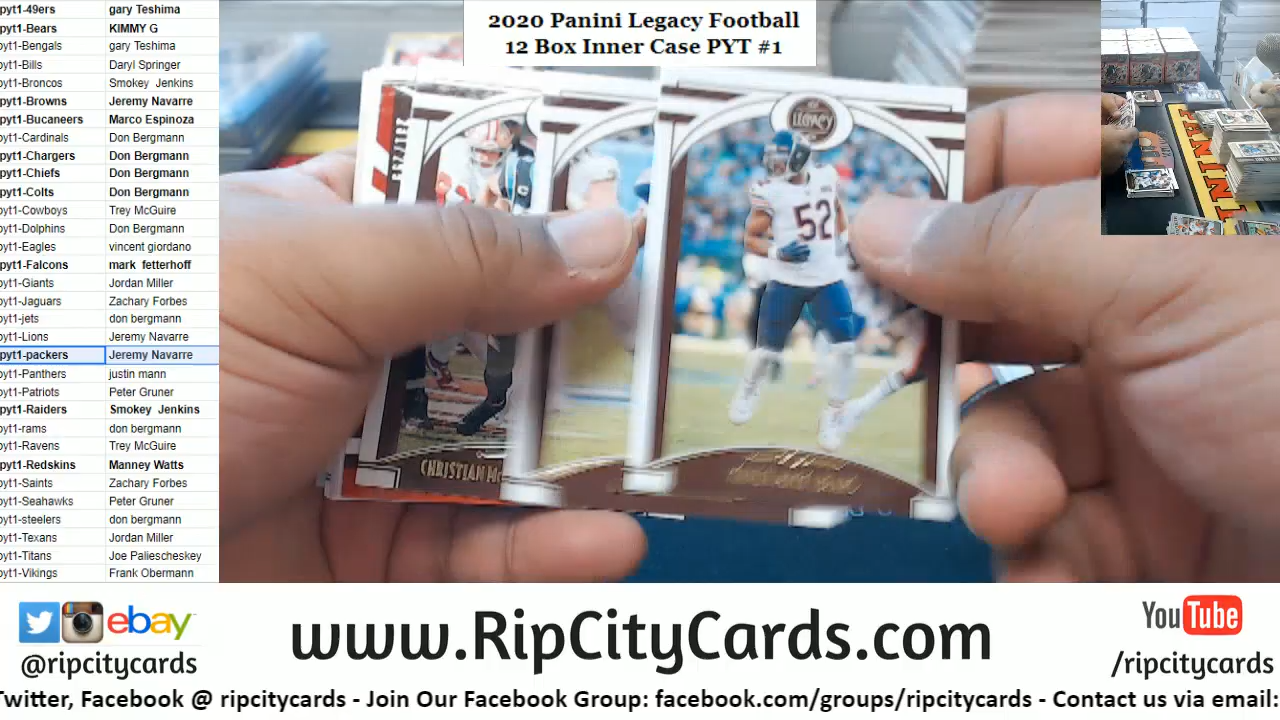 2020 Panini Legacy Football
12 Box Inner Case PYT #1
pyt1-49ers gary Teshima
pyt1-Bears KIMMY G
pyt1-Bengals gary Teshima
pyt1-Bills Daryl Springer
pyt1-Broncos Smokey Jenkins
pyt1-Browns Jeremy Navarre
pyt1-Bucaneers Marco Espinoza
pyt1-Cardinals Don Bergmann
pyt1-Chargers Don Bergmann
pyt1-Chiefs Don Bergmann
pyt1-Colts Don Bergmann
pyt1-Cowboys Trey McGuire
pyt1-Dolphins Don Bergmann
pyt1-Eagles vincent giordano
pyt1-Falcons mark fetterhoff
pyt1-Giants Jordan Miller
pyt1-Jaguars Zachary Forbes
pyt1-jets don bergmann
pyt1-Lions Jeremy Navarre
pyt1-packers Jeremy Navarre
pyt1-Panthers justin mann
pyt1-Patriots Peter Gruner
pyt1-Raiders Smokey Jenkins
pyt1-rams don bergmann
pyt1-Ravens Trey McGuire
pyt1-Redskins Manney Watts
pyt1-Saints Zachary Forbes
pyt1-Seahawks Peter Gruner
pyt1-steelers don bergmann
pyt1-Texans Jordan Miller
pyt1-Titans Joe Paliescheskey
pyt1-Vikings Frank Obermann
LEGACY
52
CHRISTIAN Mc
PANINI
ebay
@ripcitycards
www.RipCityCards.com
YouTube
/ripcitycards
Twitter, Facebook @ ripcitycards - Join Our Facebook Group: facebook.com/groups/ripcitycards - Contact us via email: